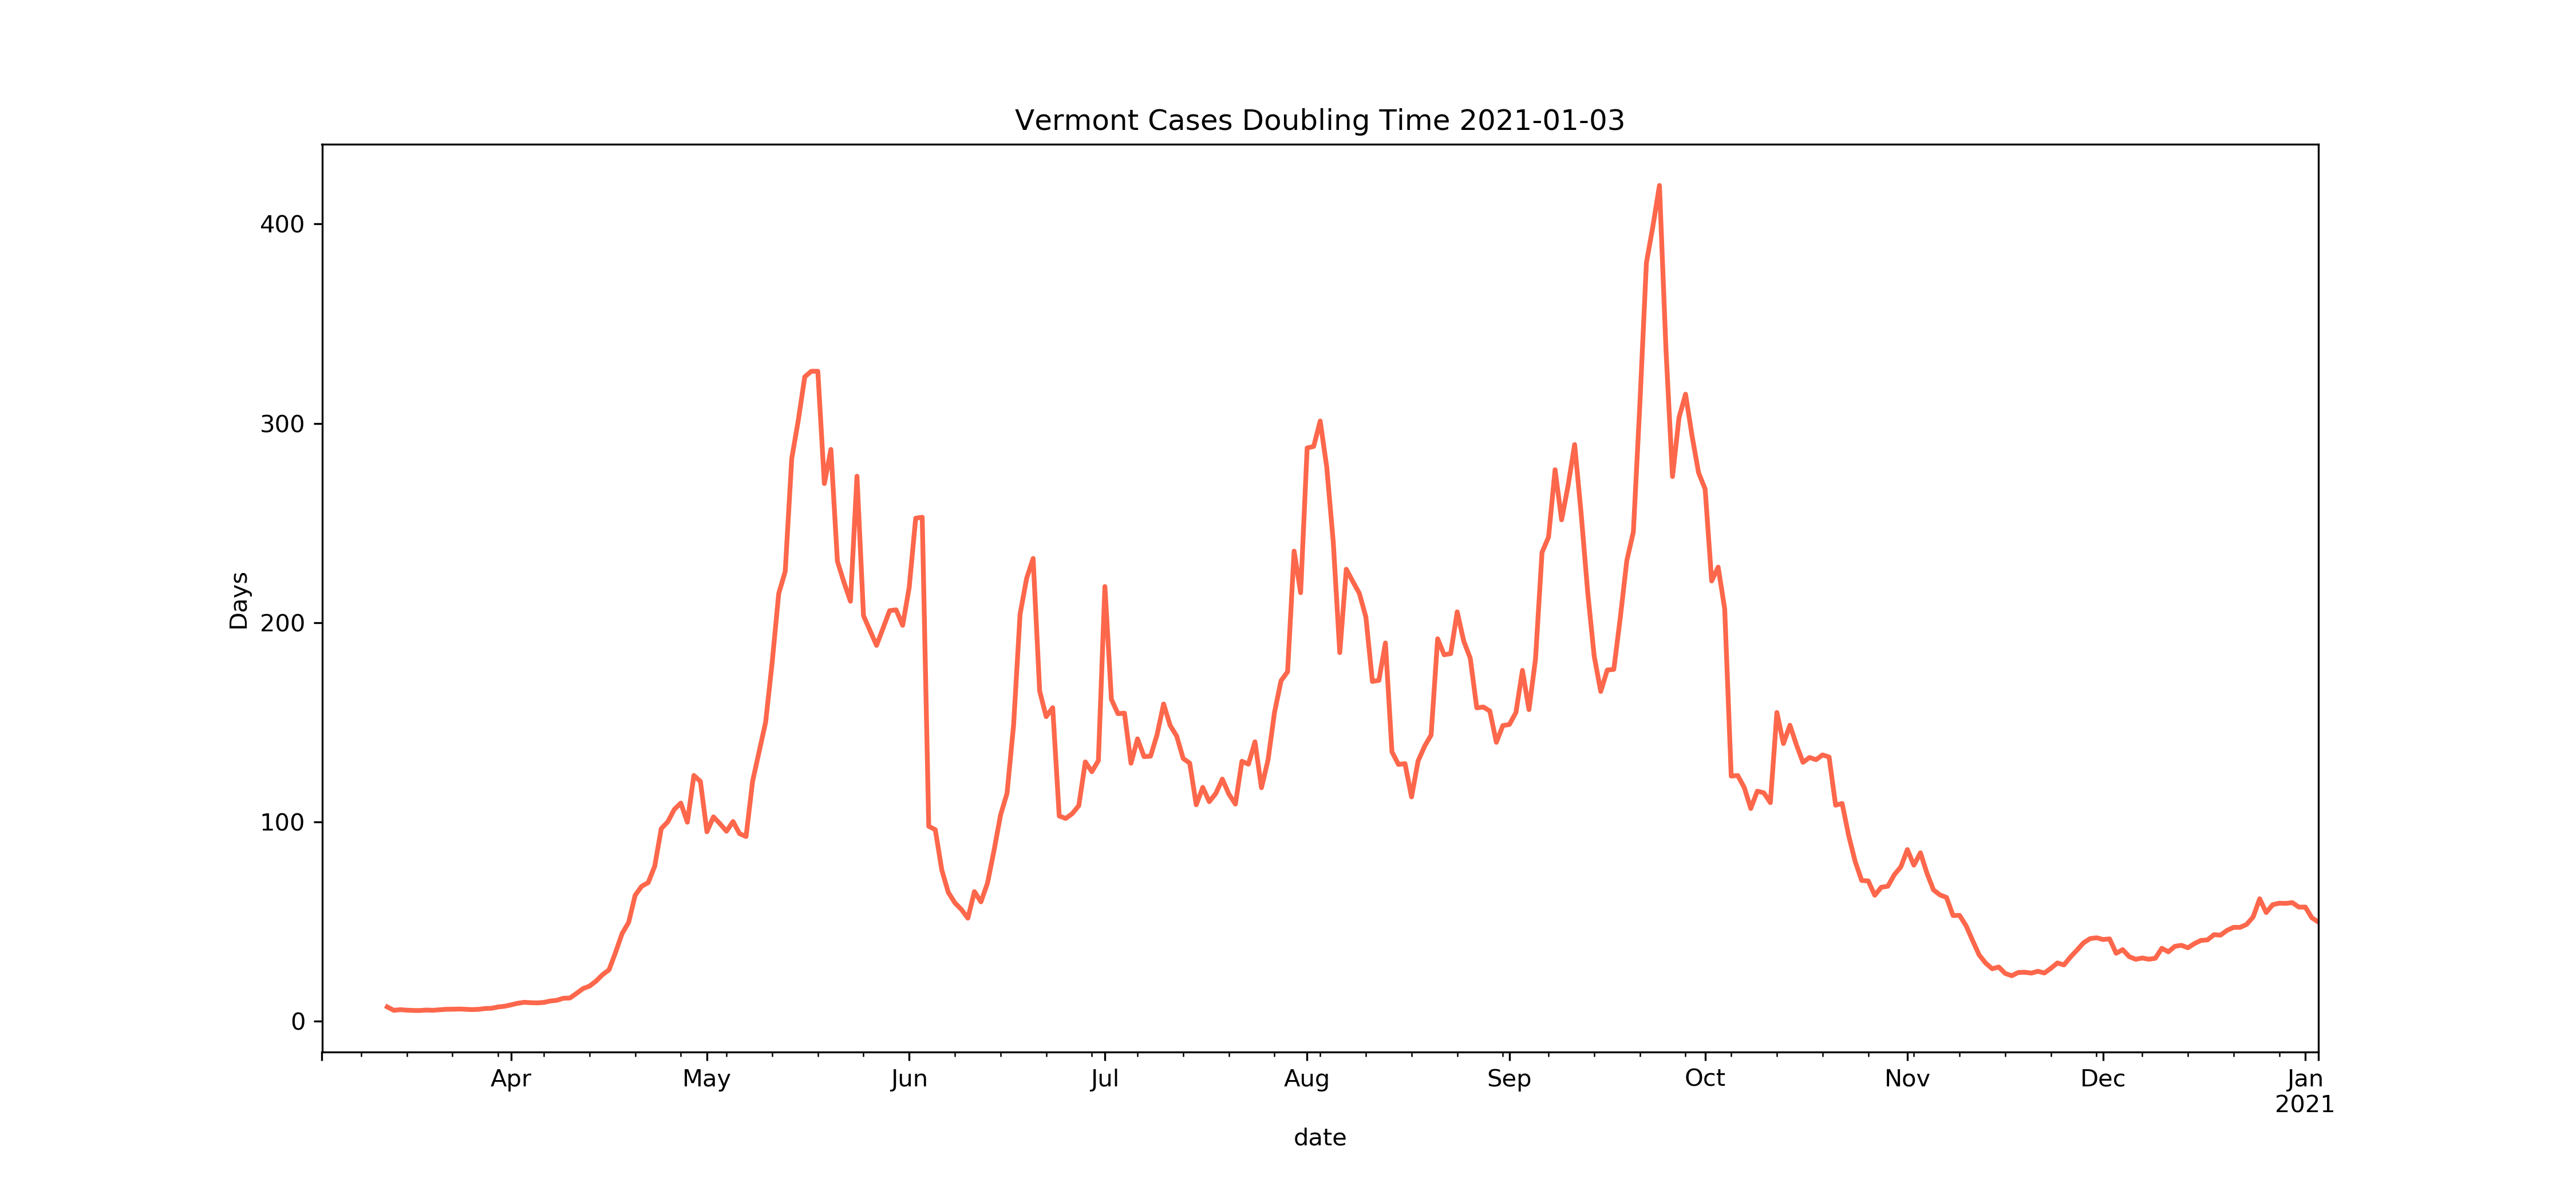 Vermont Cases Doubling Time 2021-01-03
400
300
200
100
0
Days
Apr May Jun Jul Aug Sep Oct Nov Dec Jan
2021
date